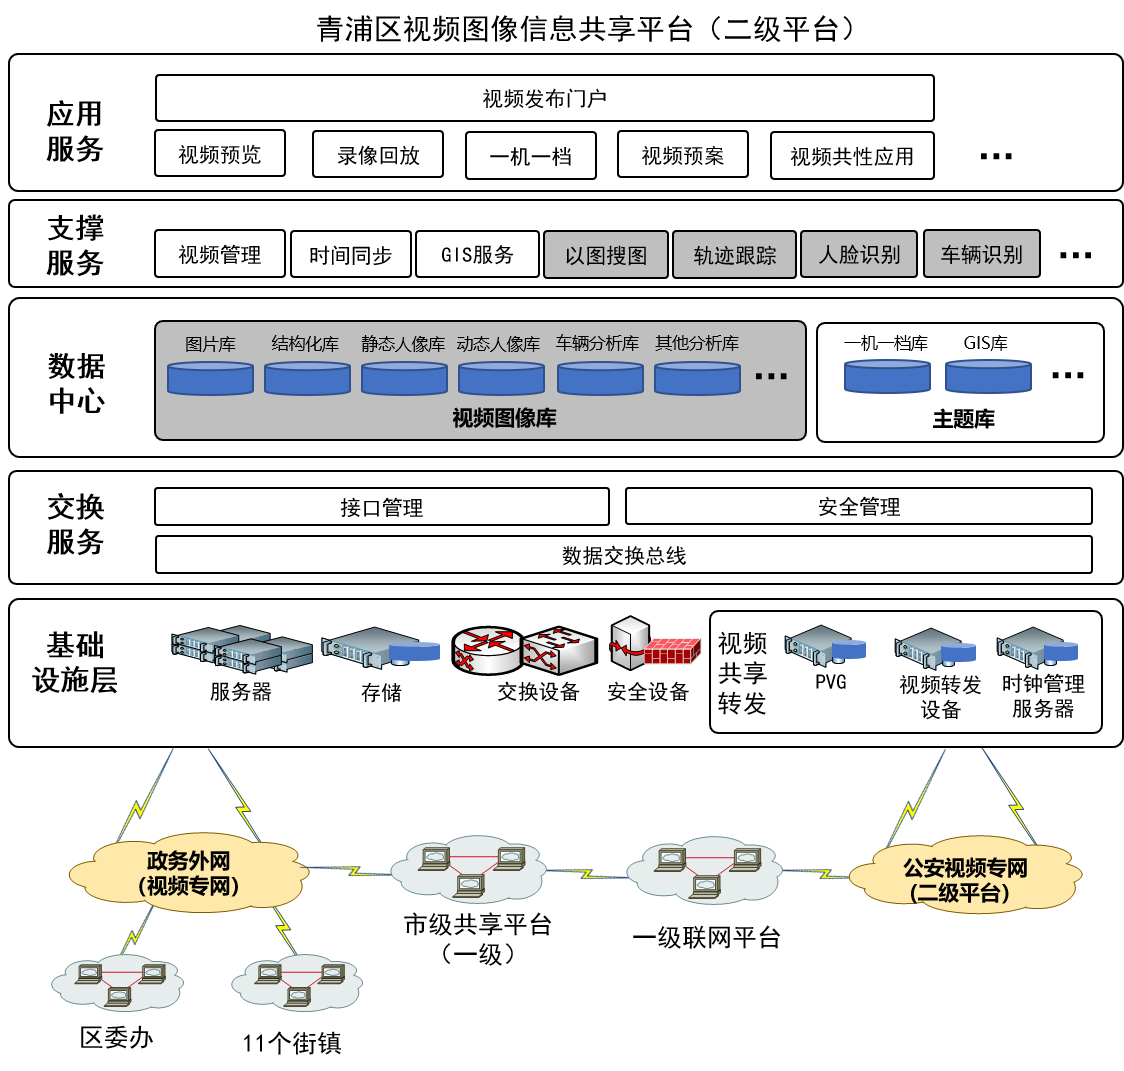 青浦区视频图像信息共享平台（二级平台）
应用
服务
视频发布门户
视频预览
录像回放
一机一档
视频预案
视频共性应用
...
支撑
服务
视频管理
时间同步
GIS服务
以图搜图
轨迹跟踪
人脸识别
车辆识别
...
数据
中心
图片库
结构化库
静态人像库
动态人像库
车辆分析库
其他分析库
...
视频图像库
一机一档库
GIS库
...
主题库
交换
服务
接口管理
安全管理
数据交换总线
基础
设施层
服务器
存储
交换设备
安全设备
视频
共享
转发
PVG
视频转发
设备
时钟管理
服务器
政务外网
（视频专网）
市级共享平台
（一级）
一级联网平台
公安视频专网
（二级平台）
区委办
11个街镇